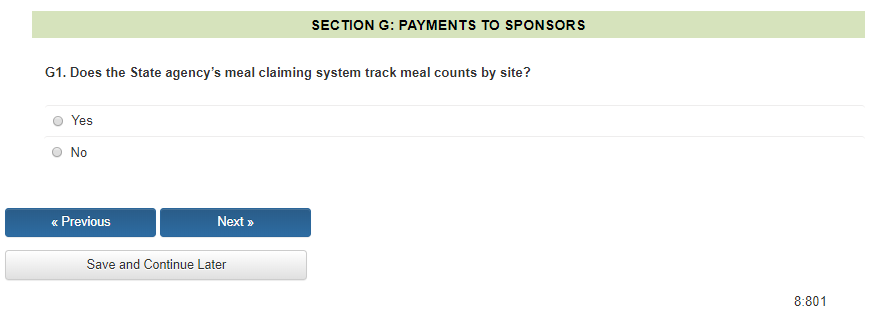 SECTION G: PAYMENTS TO SPONSORS
G1. Does the State agency’s meal claiming system track meal counts by site?
Yes
No
« Previous
Next »
Save and Continue Later
8:801